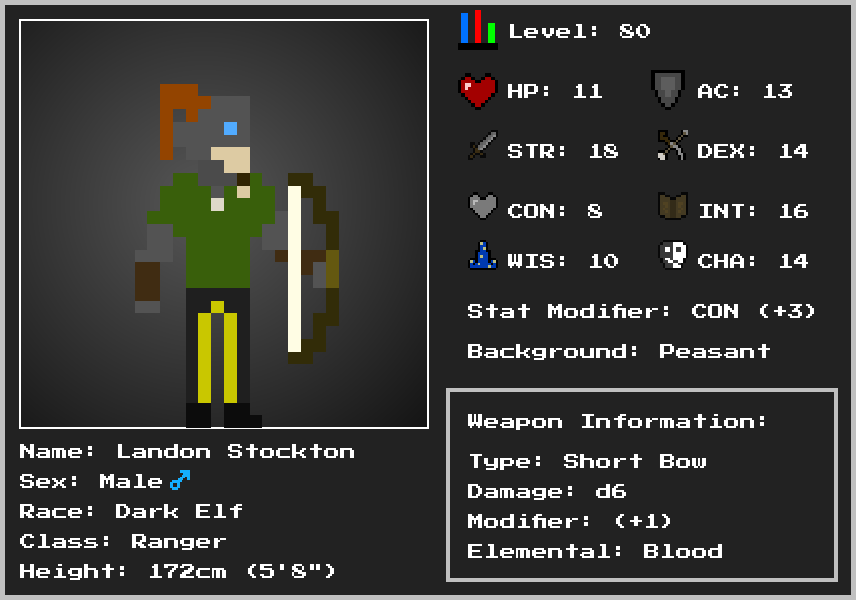 Level: 80
HP: 11 AC: 13
STR: 18 DEX: 14
CON: 8 INT: 16
WIS: 10 CHA: 14
Stat Modifier: CON (+3)
Background: Peasant
Weapon Information:
Type: Short Bow
Damage: d6
Modifier: (+1)
Elemental: Blood
Name: Landon Stockton
Sex: Male ♂
Race: Dark Elf
Class: Ranger
Height: 172cm (5'8")